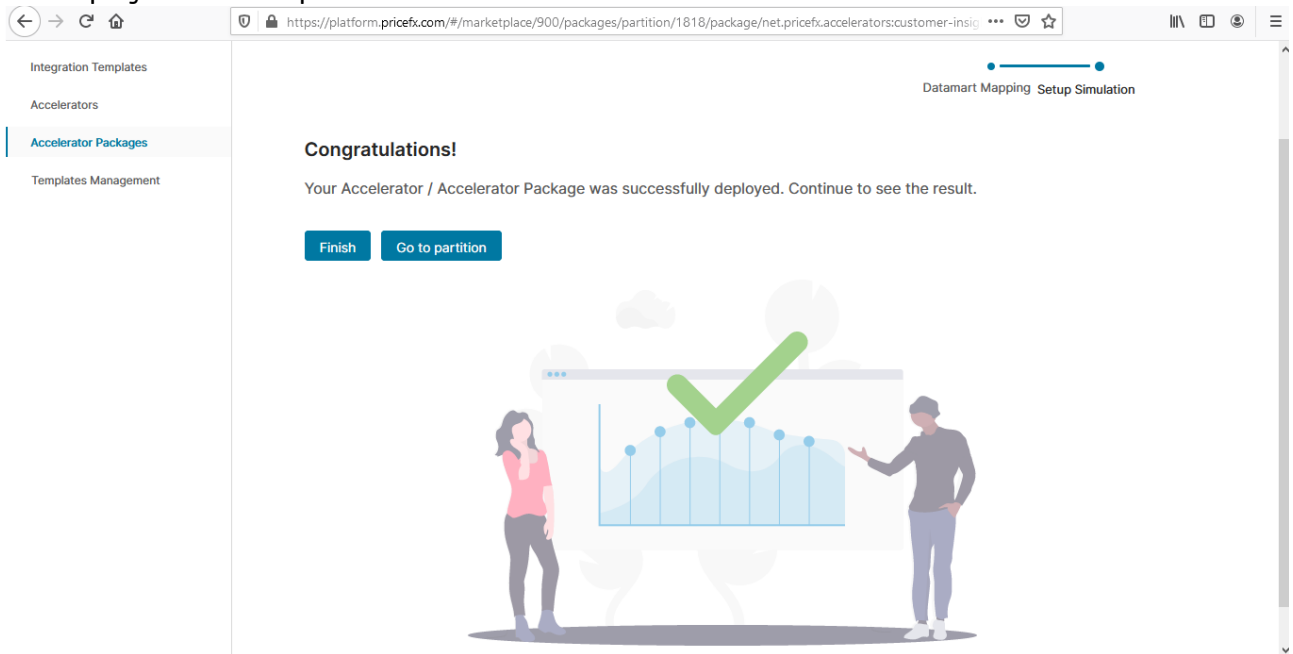 https://platform.pricefx.com/#/marketplace/900/packages/partition/1818/package/net.pricefx.accelerators:customer-insig
Integration Templates
Accelerators
Accelerator Packages
Templates Management
Datamart Mapping Setup Simulation
Congratulations!
Your Accelerator / Accelerator Package was successfully deployed. Continue to see the result.
Finish Go to partition